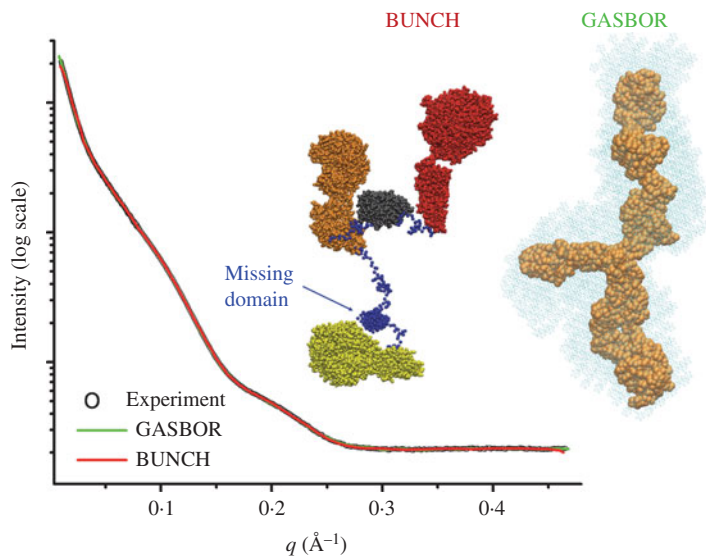 BUNCH
GASBOR
Intensity (log scale)
Missing
domain
Experiment
GASBOR
BUNCH
0·1
0·2
0·3
0·4
q (Å⁻¹)